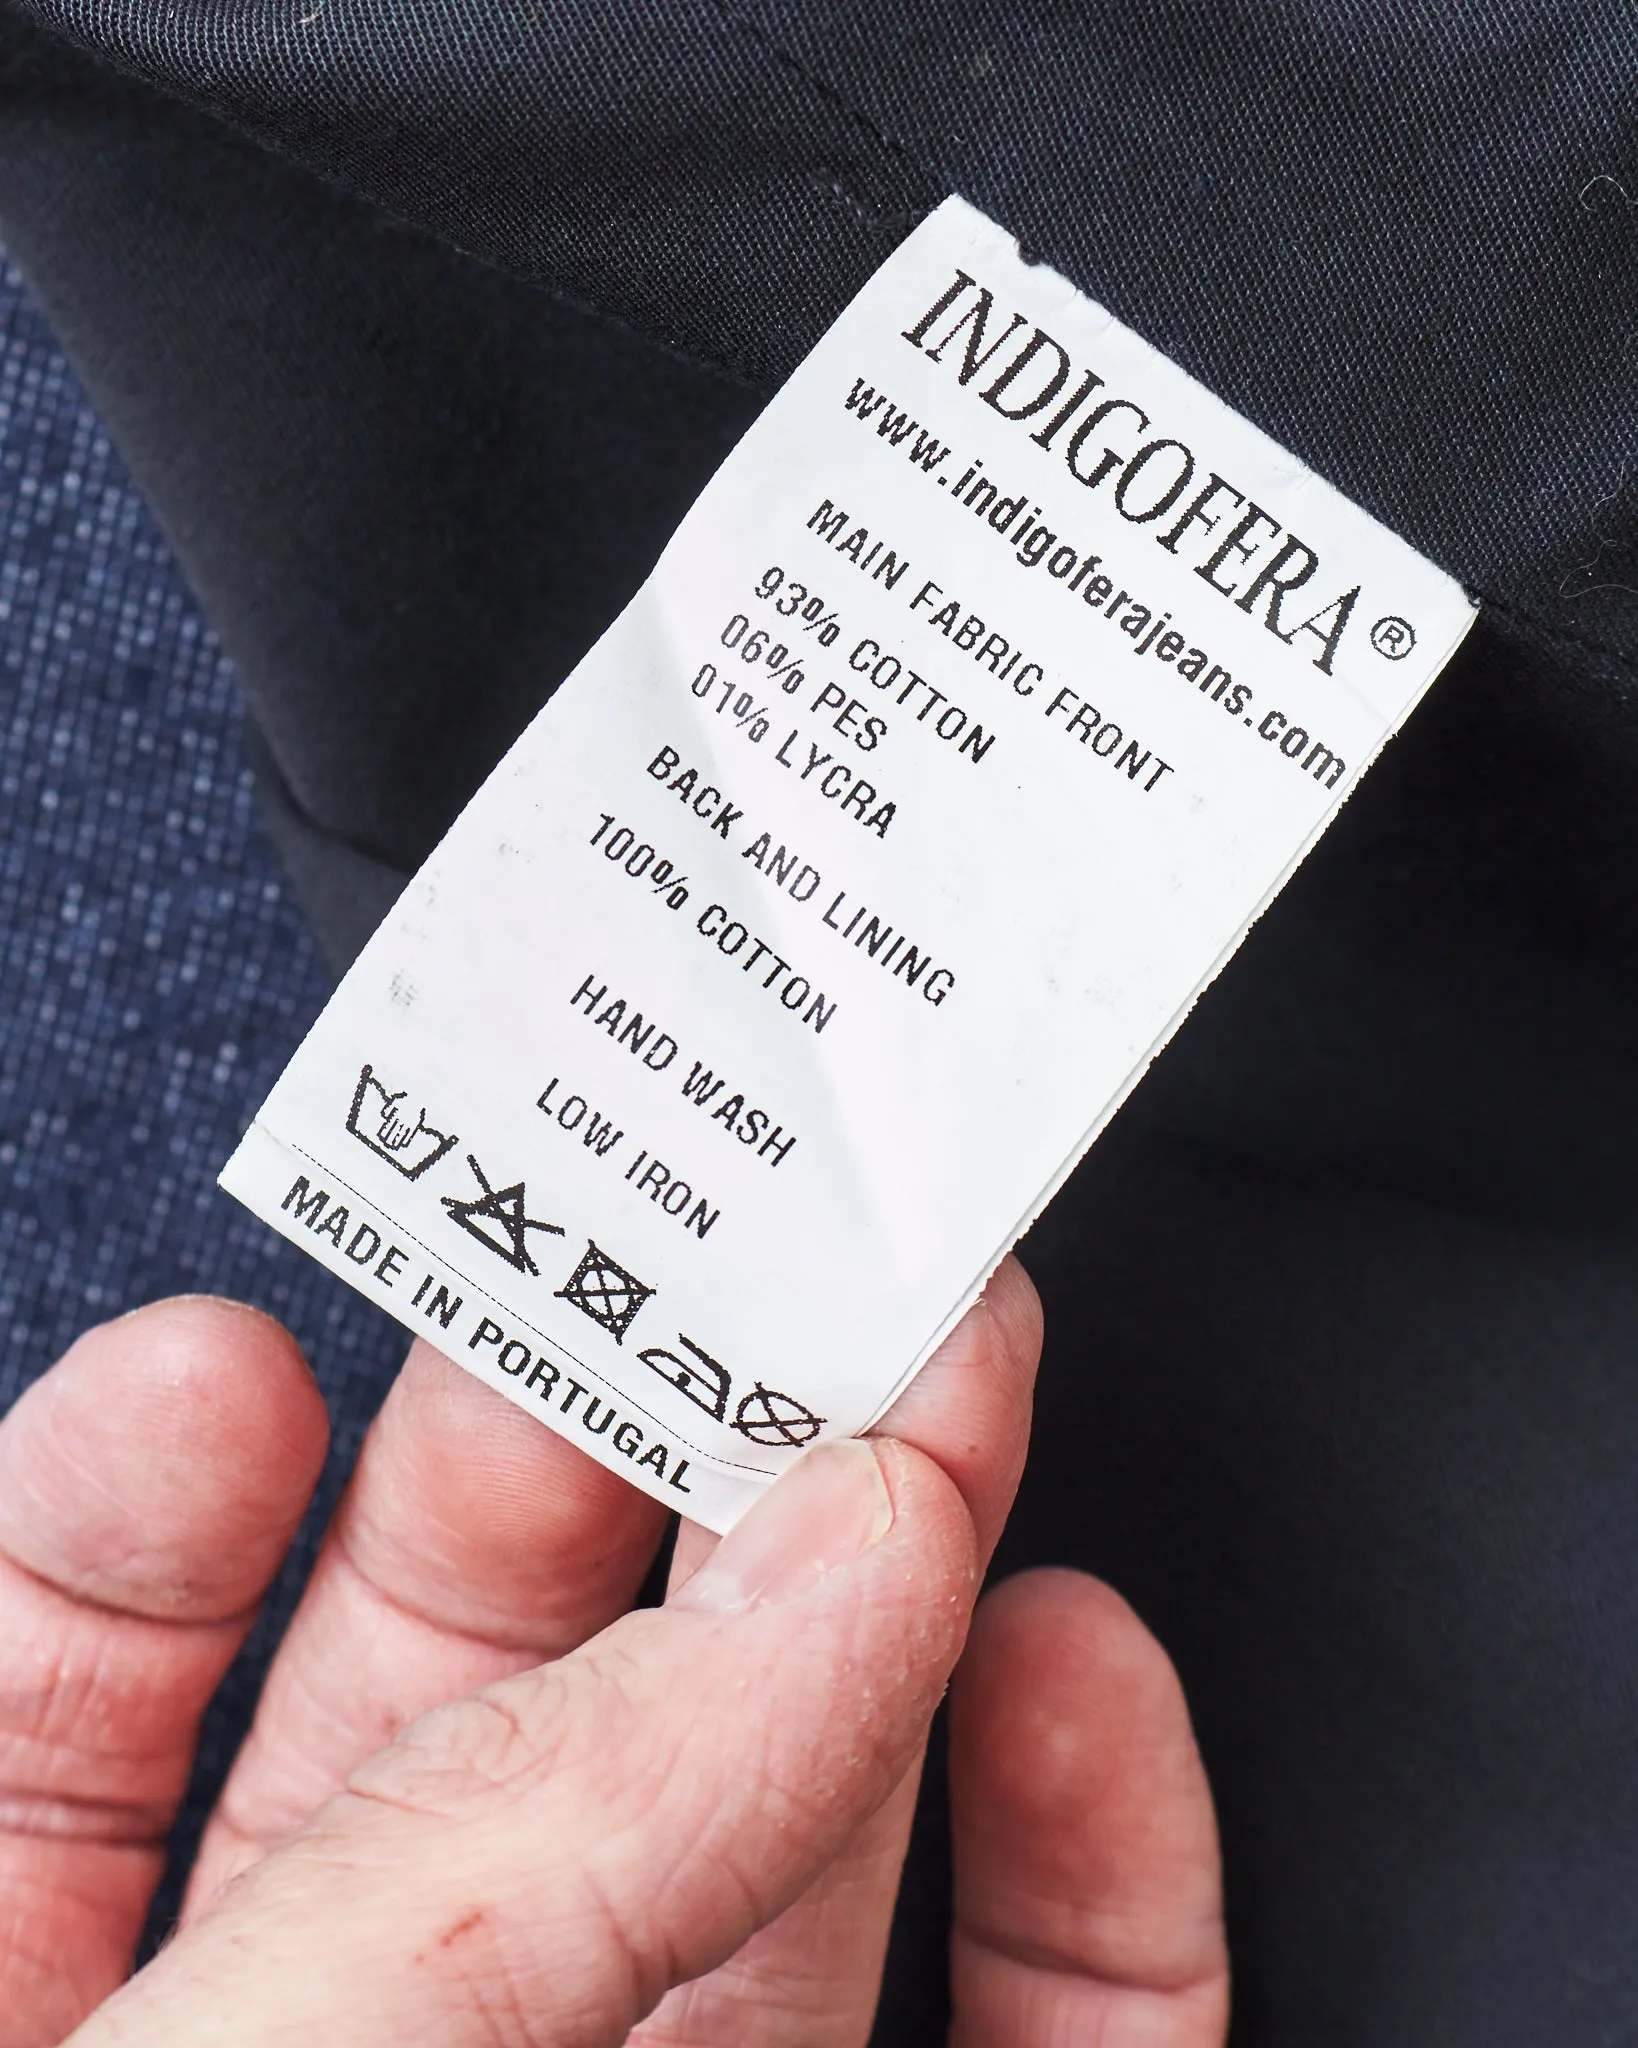 INDIGOFERA®
www.indigoferajeans.com
MAIN FABRIC FRONT
93% COTTON
06% PES
01% LYCRA
BACK AND LINING
100% COTTON
HAND WASH
LOW IRON
MADE IN PORTUGAL